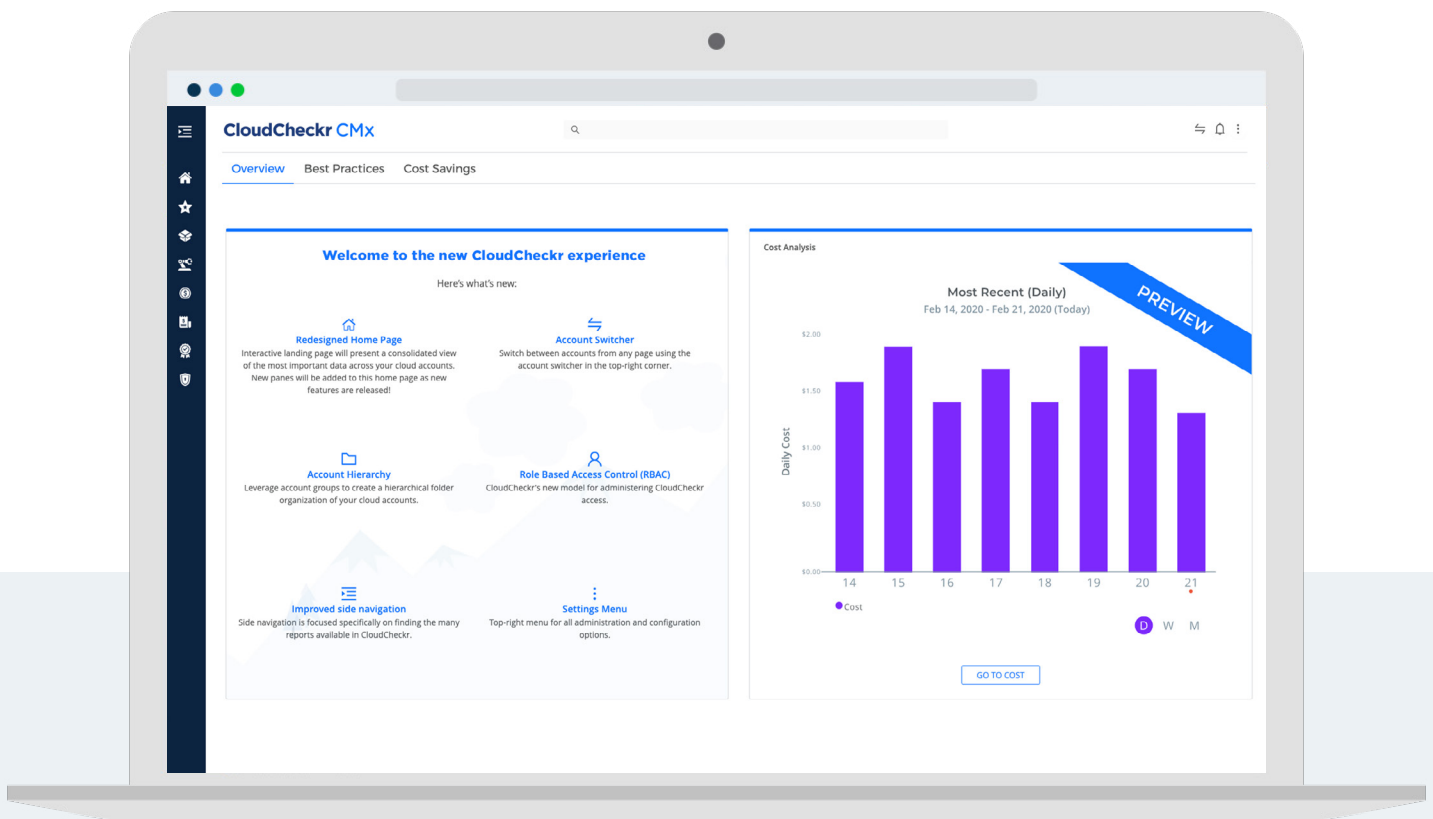 CloudCheckr CMx
Overview Best Practices Cost Savings
Welcome to the new CloudCheckr experience
Here's what's new:
Redesigned Home Page
Interactive landing page will present a consolidated view
of the most important data across your cloud accounts.
New panes will be added to this home page as new
features are released!
Account Switcher
Switch between accounts from any page using the
account switcher in the top-right corner.
Account Hierarchy
Leverage account groups to create a hierarchical folder
organization of your cloud accounts.
Role Based Access Control (RBAC)
CloudCheckr's new model for administering CloudCheckr
access.
Improved side navigation
Side navigation is focused specifically on finding the many
reports available in CloudCheckr.
Settings Menu
Top-right menu for all administration and configuration
options.
Cost Analysis
PREVIEW
Most Recent (Daily)
Feb 14, 2020 - Feb 21, 2020 (Today)
$2.00
$1.50
$1.00
$0.50
$0.00
Daily Cost
14 15 16 17 18 19 20 21
Cost
D W M
GO TO COST